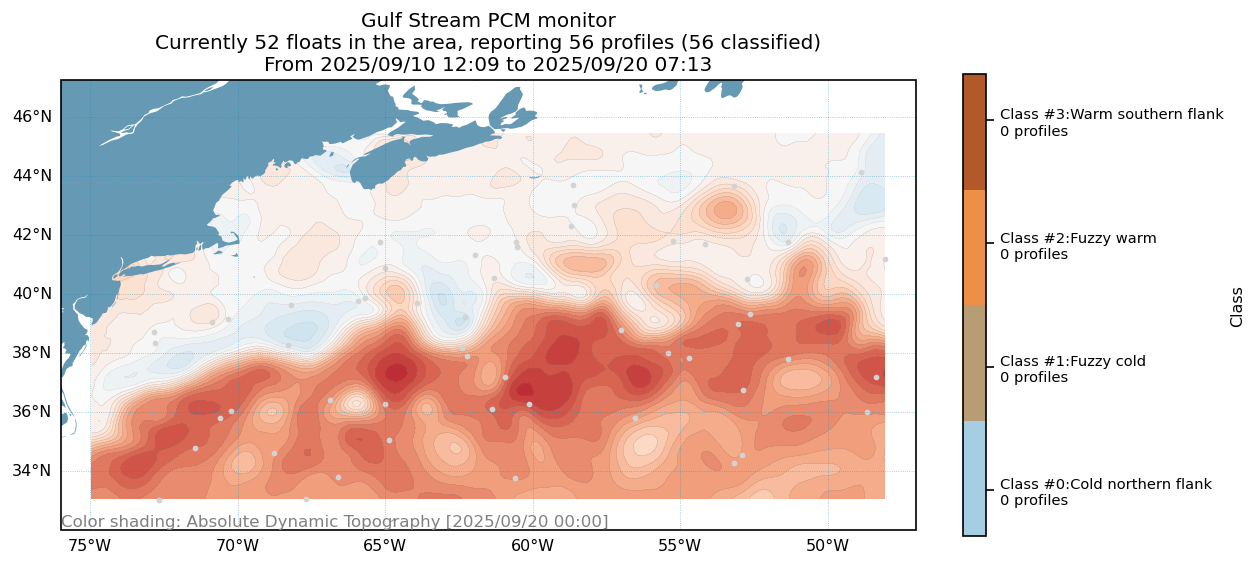 Gulf Stream PCM monitor
Currently 52 floats in the area, reporting 56 profiles (56 classified)
From 2025/09/10 12:09 to 2025/09/20 07:13
46°N
44°N
42°N
40°N
38°N
36°N
34°N
Color shading: Absolute Dynamic Topography [2025/09/20 00:00]
75°W 70°W 65°W 60°W 55°W 50°W
Class #3:Warm southern flank
0 profiles
Class #2:Fuzzy warm
0 profiles
Class #1:Fuzzy cold
0 profiles
Class #0:Cold northern flank
0 profiles
Class